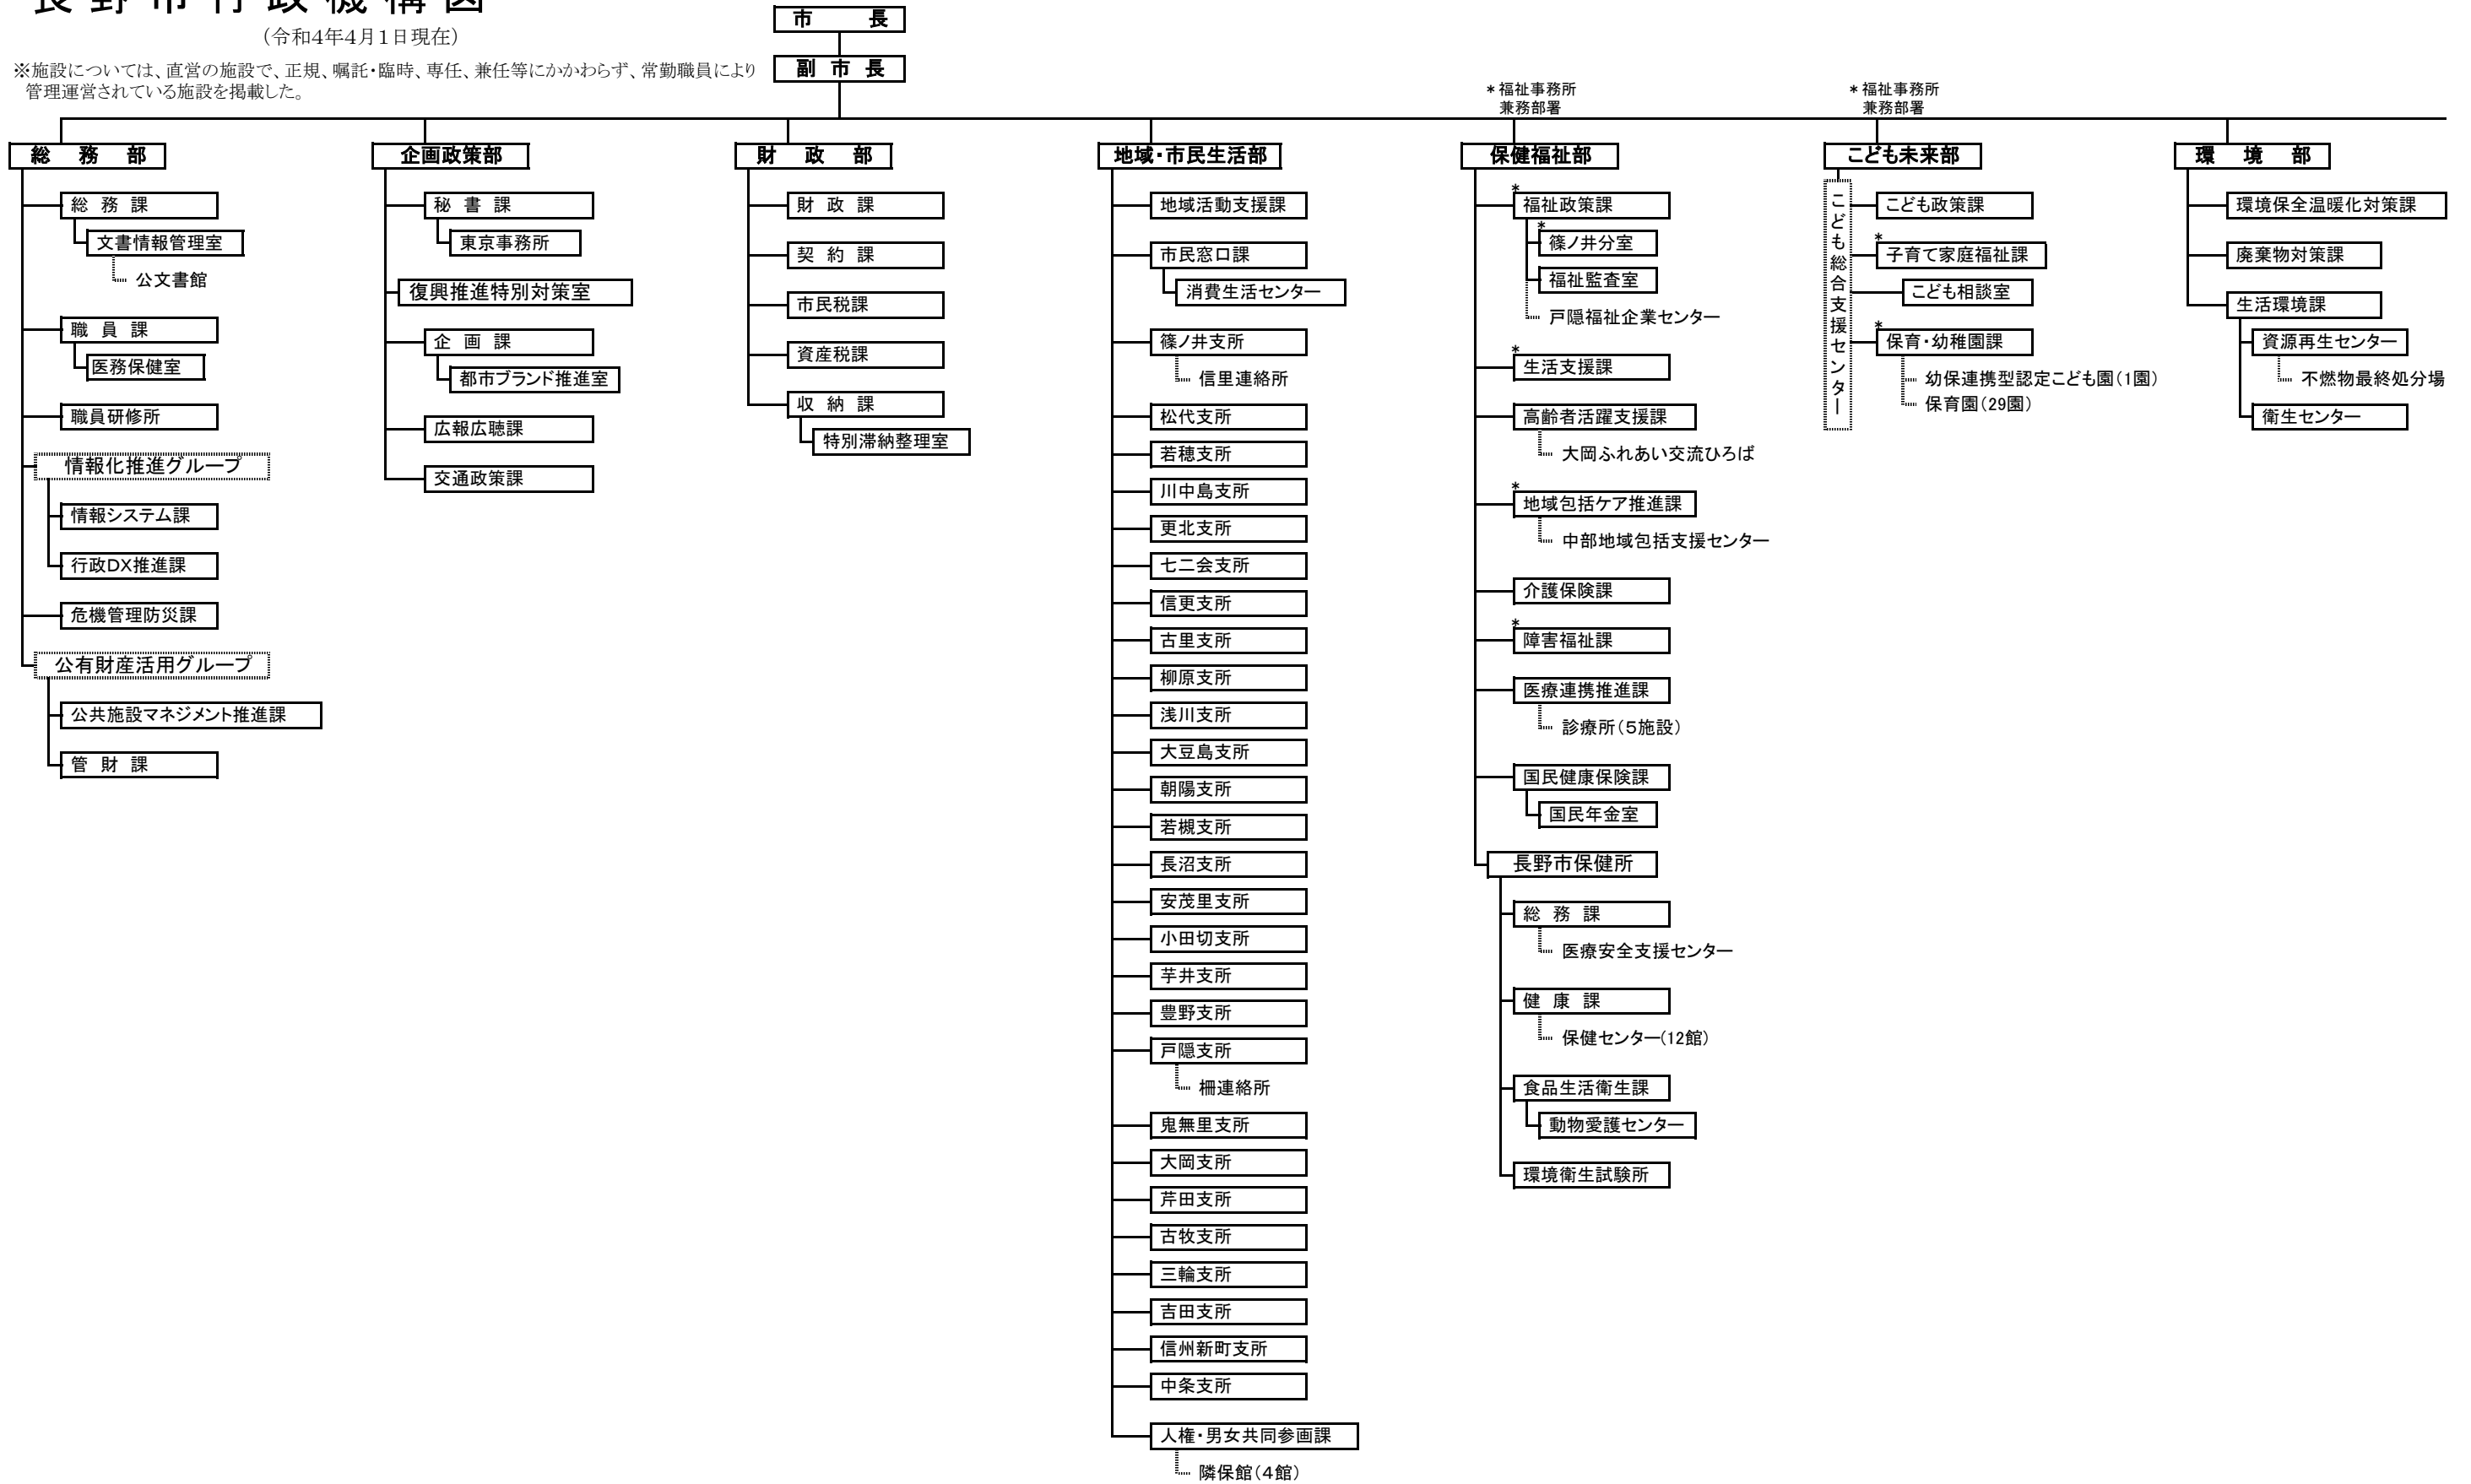 長野市行政機構図
(令和4年4月1日現在)
※施設については、直営の施設で、正規、嘱託・臨時、専任、兼任等にかかわらず、常勤職員により
管理運営されている施設を掲載した。
市 長
副 市 長
総 務 部
総 務 課
文書情報管理室
公文書館
職 員 課
医務保健室
職員研修所
情報化推進グループ
情報システム課
行政DX推進課
危機管理防災課
公有財産活用グループ
公共施設マネジメント推進課
管 財 課
企画政策部
秘 書 課
東京事務所
復興推進特別対策室
企 画 課
都市ブランド推進室
広報広聴課
交通政策課
財 政 部
財 政 課
契 約 課
市民税課
資産税課
収 納 課
特別滞納整理室
地域・市民生活部
地域活動支援課
市民窓口課
消費生活センター
篠ノ井支所
信里連絡所
松代支所
若穂支所
川中島支所
更北支所
七二会支所
信更支所
古里支所
柳原支所
浅川支所
大豆島支所
朝陽支所
若槻支所
長沼支所
安茂里支所
小田切支所
芋井支所
豊野支所
戸隠支所
柵連絡所
鬼無里支所
大岡支所
芹田支所
古牧支所
三輪支所
吉田支所
信州新町支所
中条支所
人権・男女共同参画課
隣保館(4館)
*福祉事務所
兼務部署
保健福祉部
*
福祉政策課
*
篠ノ井分室
福祉監査室
戸隠福祉企業センター
*
生活支援課
高齢者活躍支援課
大岡ふれあい交流ひろば
*
地域包括ケア推進課
中部地域包括支援センター
介護保険課
*
障害福祉課
医療連携推進課
診療所(5施設)
国民健康保険課
国民年金室
長野市保健所
総 務 課
医療安全支援センター
健 康 課
保健センター(12館)
食品生活衛生課
動物愛護センター
環境衛生試験所
*福祉事務所
兼務部署
こども未来部
こども総合支援センター
こども政策課
*
子育て家庭福祉課
こども相談室
*
保育・幼稚園課
幼保連携型認定こども園(1園)
保育園(29園)
環 境 部
環境保全温暖化対策課
廃棄物対策課
生活環境課
資源再生センター
不燃物最終処分場
衛生センター